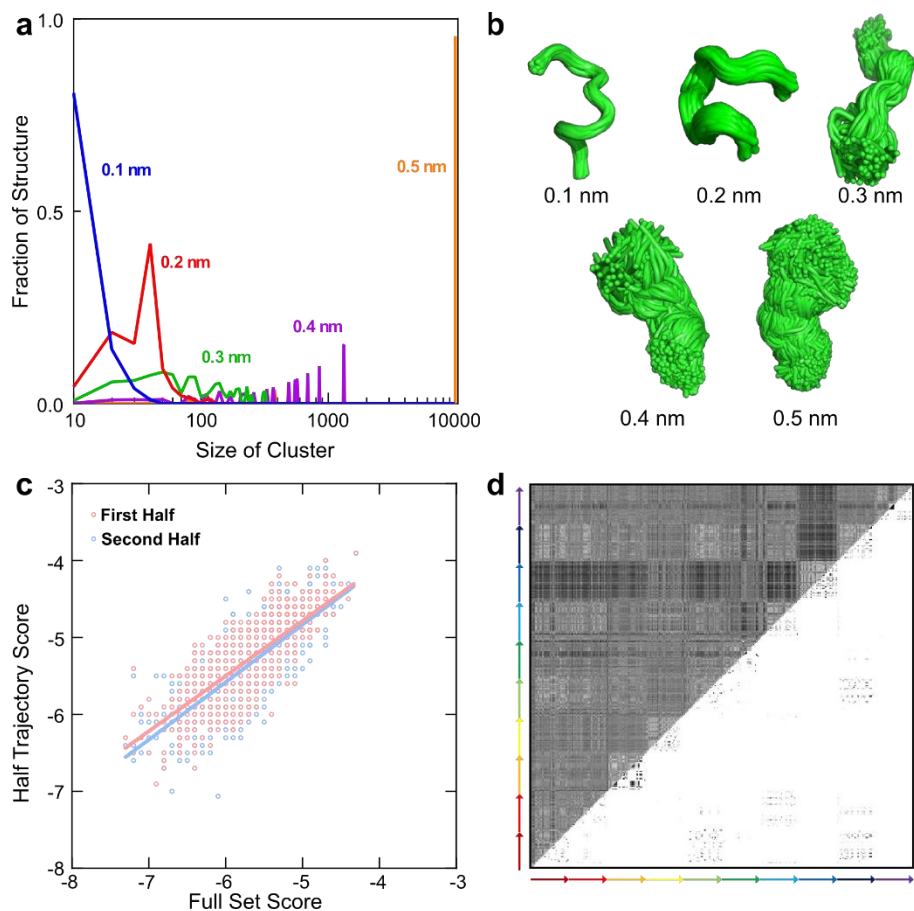 a
1.0
0.5
0.0
Fraction of Structure
0.1 nm
0.2 nm
0.3 nm
0.4 nm
0.5 nm
10
100
1000
10000
Size of Cluster
b
0.1 nm
0.2 nm
0.3 nm
0.4 nm
0.5 nm
c
-3
-4
-5
-6
-7
-8
Half Trajectory Score
First Half
Second Half
-8
-7
-6
-5
-4
-3
Full Set Score
d